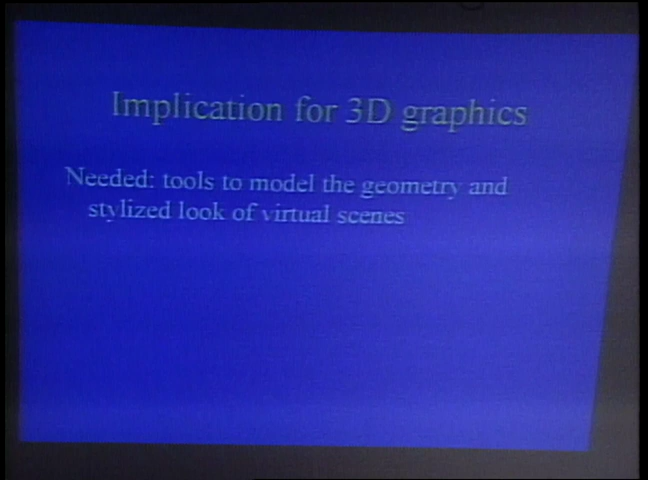 Implication for 3D graphics
Needed: tools to model the geometry and
stylized look of virtual scenes